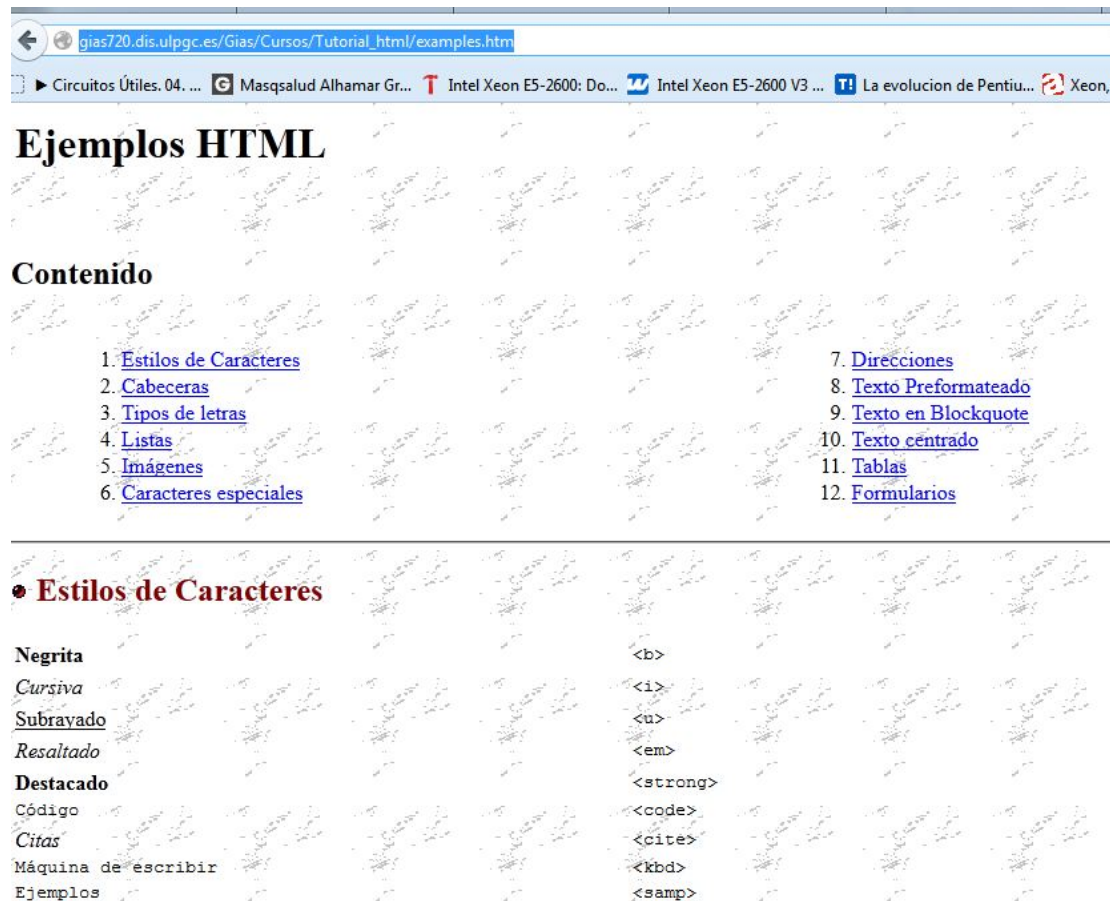 gias720.dis.ulpgc.es/Gias/Cursos/Tutorial_html/examples.htm
► Circuitos Útiles. 04. ... G Masqsalud Alhamar Gr... T Intel Xeon E5-2600: Do... Intel Xeon E5-2600 V3 ... T! La evolucion de Pentiu... Xeon,
Ejemplos HTML
Contenido
1. Estilos de Caracteres
2. Cabeceras
3. Tipos de letras
4. Listas
5. Imágenes
6. Caracteres especiales
7. Direcciones
8. Texto Preformateado
9. Texto en Blockquote
10. Texto centrado
11. Tablas
12. Formularios
Estilos de Caracteres
Negrita <b>
Cursiva <i>
Subrayado <u>
Resaltado <em>
Destacado <strong>
Código <code>
Citas <cite>
Máquina de escribir <kbd>
Ejemplos <samp>